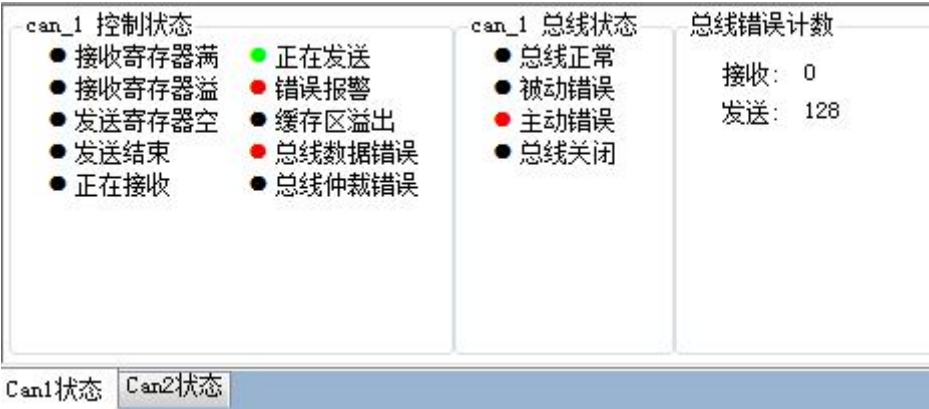 can_1 控制状态
接收寄存器满
接收寄存器溢
发送寄存器空
发送结束
正在接收
正在发送
错误报警
缓存区溢出
总线数据错误
总线仲裁错误
can_1 总线状态
总线正常
被动错误
主动错误
总线关闭
总线错误计数
接收: 0
发送: 128
Can1状态
Can2状态